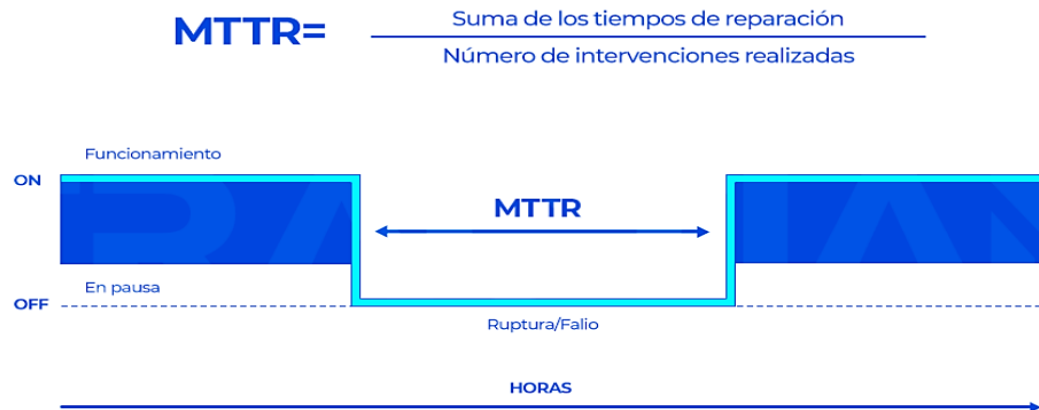 MTTR=
Suma de los tiempos de reparación
Número de intervenciones realizadas
Funcionamiento
ON
MTTR
En pausa
OFF
Ruptura/Falio
HORAS